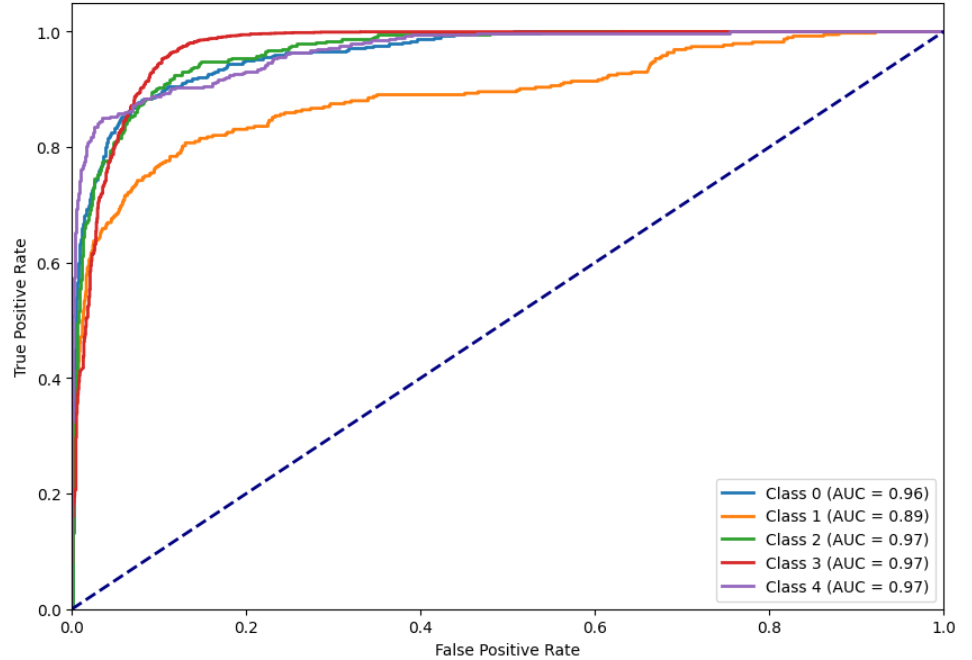 1.0
0.8
0.6
0.4
0.2
0.0
True Positive Rate
Class 0 (AUC = 0.96)
Class 1 (AUC = 0.89)
Class 2 (AUC = 0.97)
Class 3 (AUC = 0.97)
Class 4 (AUC = 0.97)
0.0 0.2 0.4 0.6 0.8 1.0
False Positive Rate